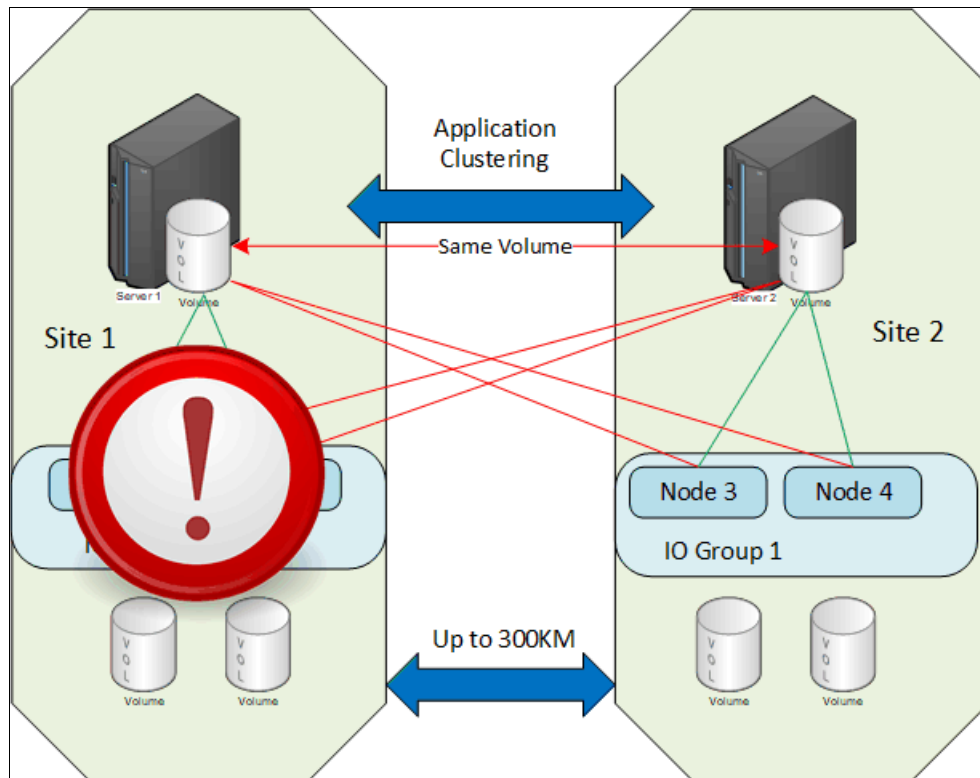 Application
Clustering
V
O
L
Same Volume
V
O
L
Server 1
Volume
Server 2
Volume
Site 1
Site 2
Node 3
Node 4
IO Group 1
V
O
L
V
O
L
Up to 300KM
V
O
L
V
O
L
Volume
Volume
Volume
Volume